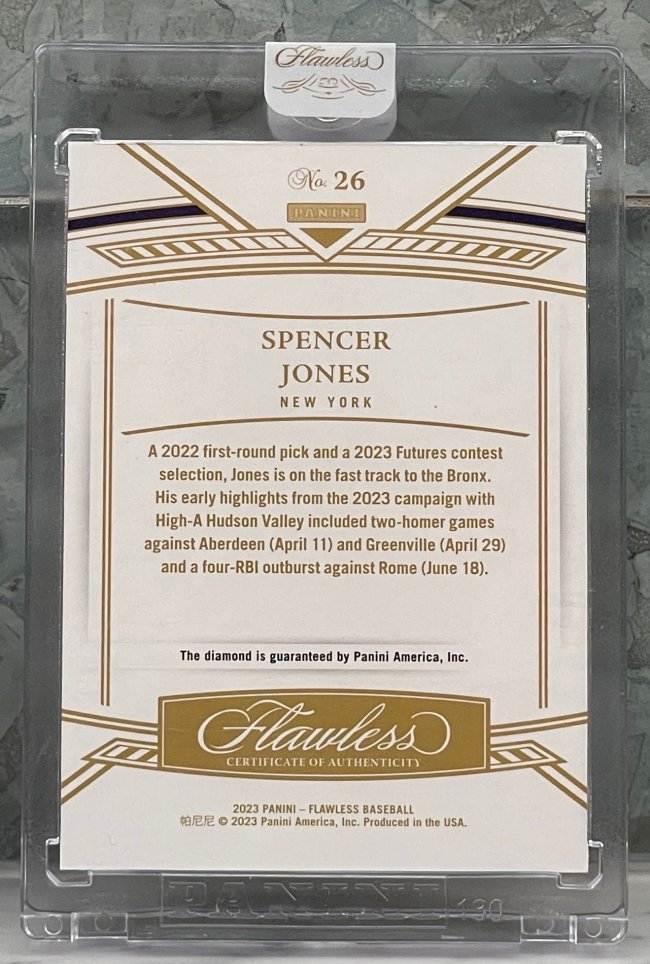 Flawless
No. 26
PANINI
SPENCER
JONES
NEW YORK
A 2022 first-round pick and a 2023 Futures contest
selection, Jones is on the fast track to the Bronx.
His early highlights from the 2023 campaign with
High-A Hudson Valley included two-homer games
against Aberdeen (April 11) and Greenville (April 29)
and a four-RBI outburst against Rome (June 18).
The diamond is guaranteed by Panini America, Inc.
Flawless
CERTIFICATE OF AUTHENTICITY
2023 PANINI – FLAWLESS BASEBALL
帕尼尼 © 2023 Panini America, Inc. Produced in the USA.
PANINI 130